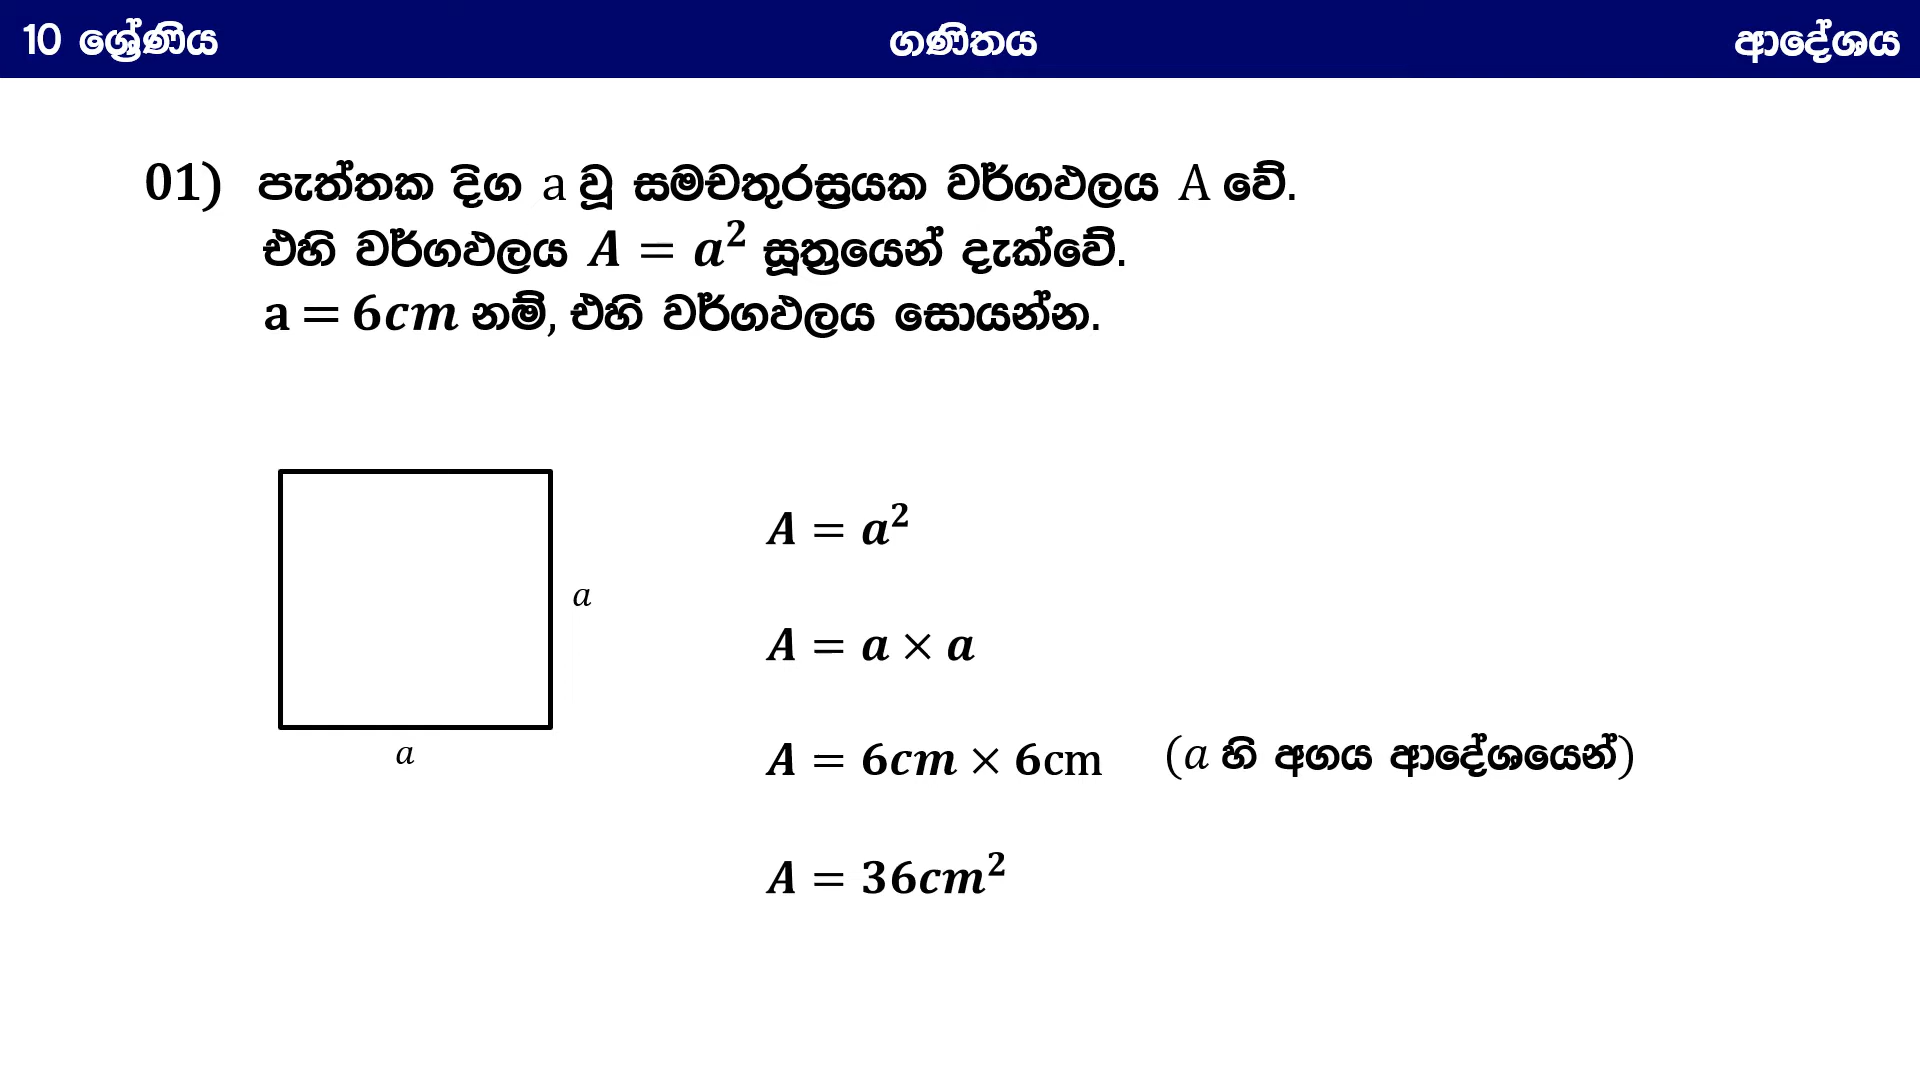 10 ශ්‍රේණිය ගණිතය ආදේශය
01) පැත්තක දිග a වූ සමචතුරස්‍රයක වර්ගඵලය A වේ.
එහි වර්ගඵලය A = a² සූත්‍රයෙන් දැක්වේ.
a = 6cm නම්, එහි වර්ගඵලය සොයන්න.
A = a²
a
A = a × a
a
A = 6cm × 6cm (a හි අගය ආදේශයෙන්)
A = 36cm²